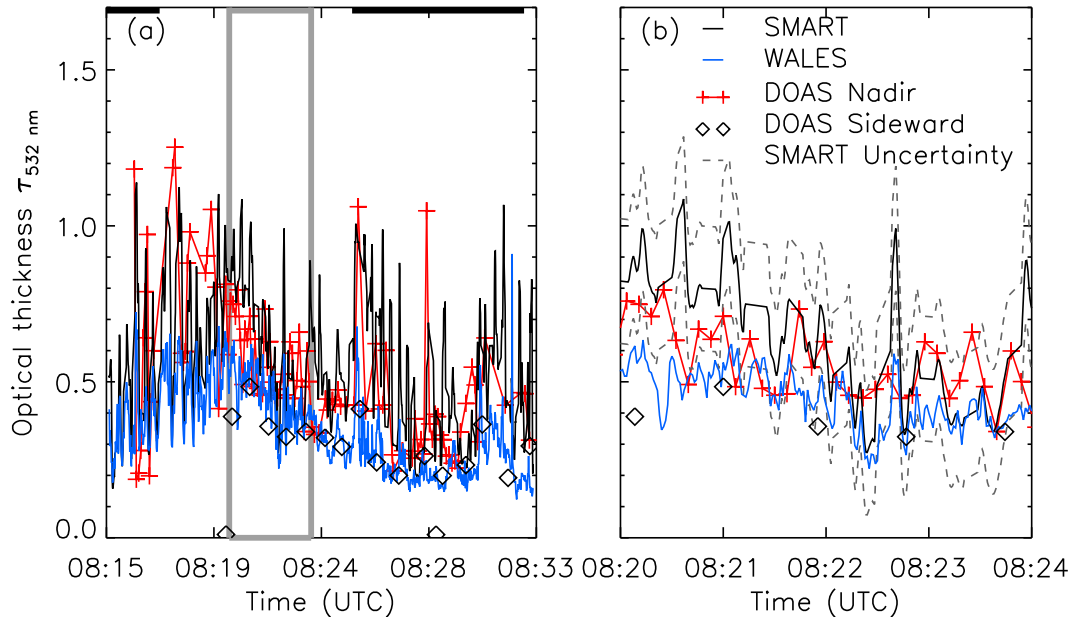 (a)
(b)
SMART
WALES
DOAS Nadir
DOAS Sideward
SMART Uncertainty
Optical thickness τ532 nm
1.5
1.0
0.5
0.0
08:15 08:19 08:24 08:28 08:33
Time (UTC)
08:20 08:21 08:22 08:23 08:24
Time (UTC)